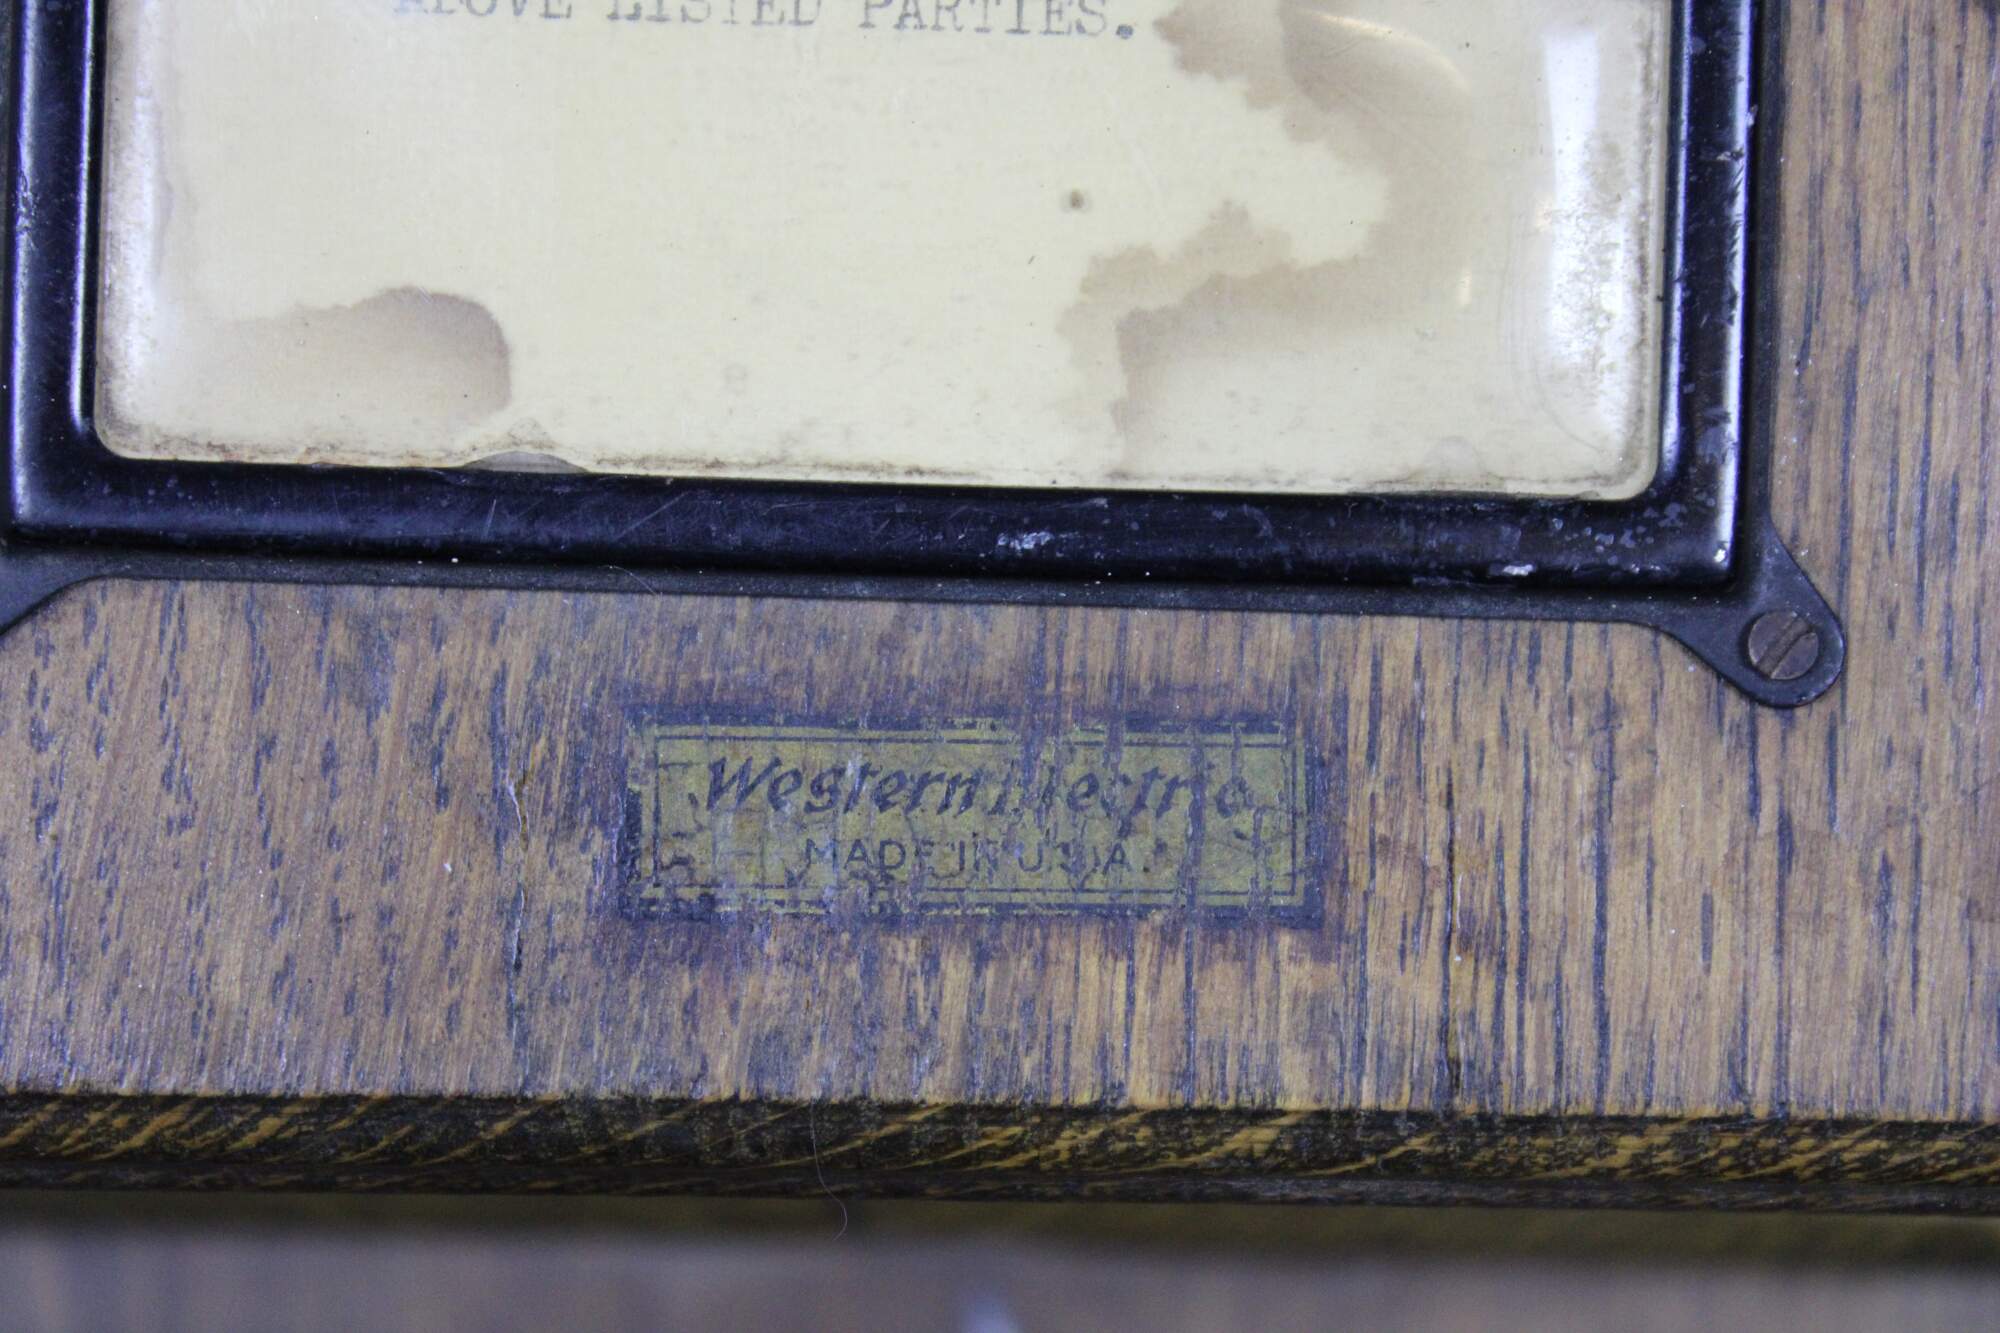 ABOVE LISTED PARTIES.
Western Electric
MADE IN U.S.A.